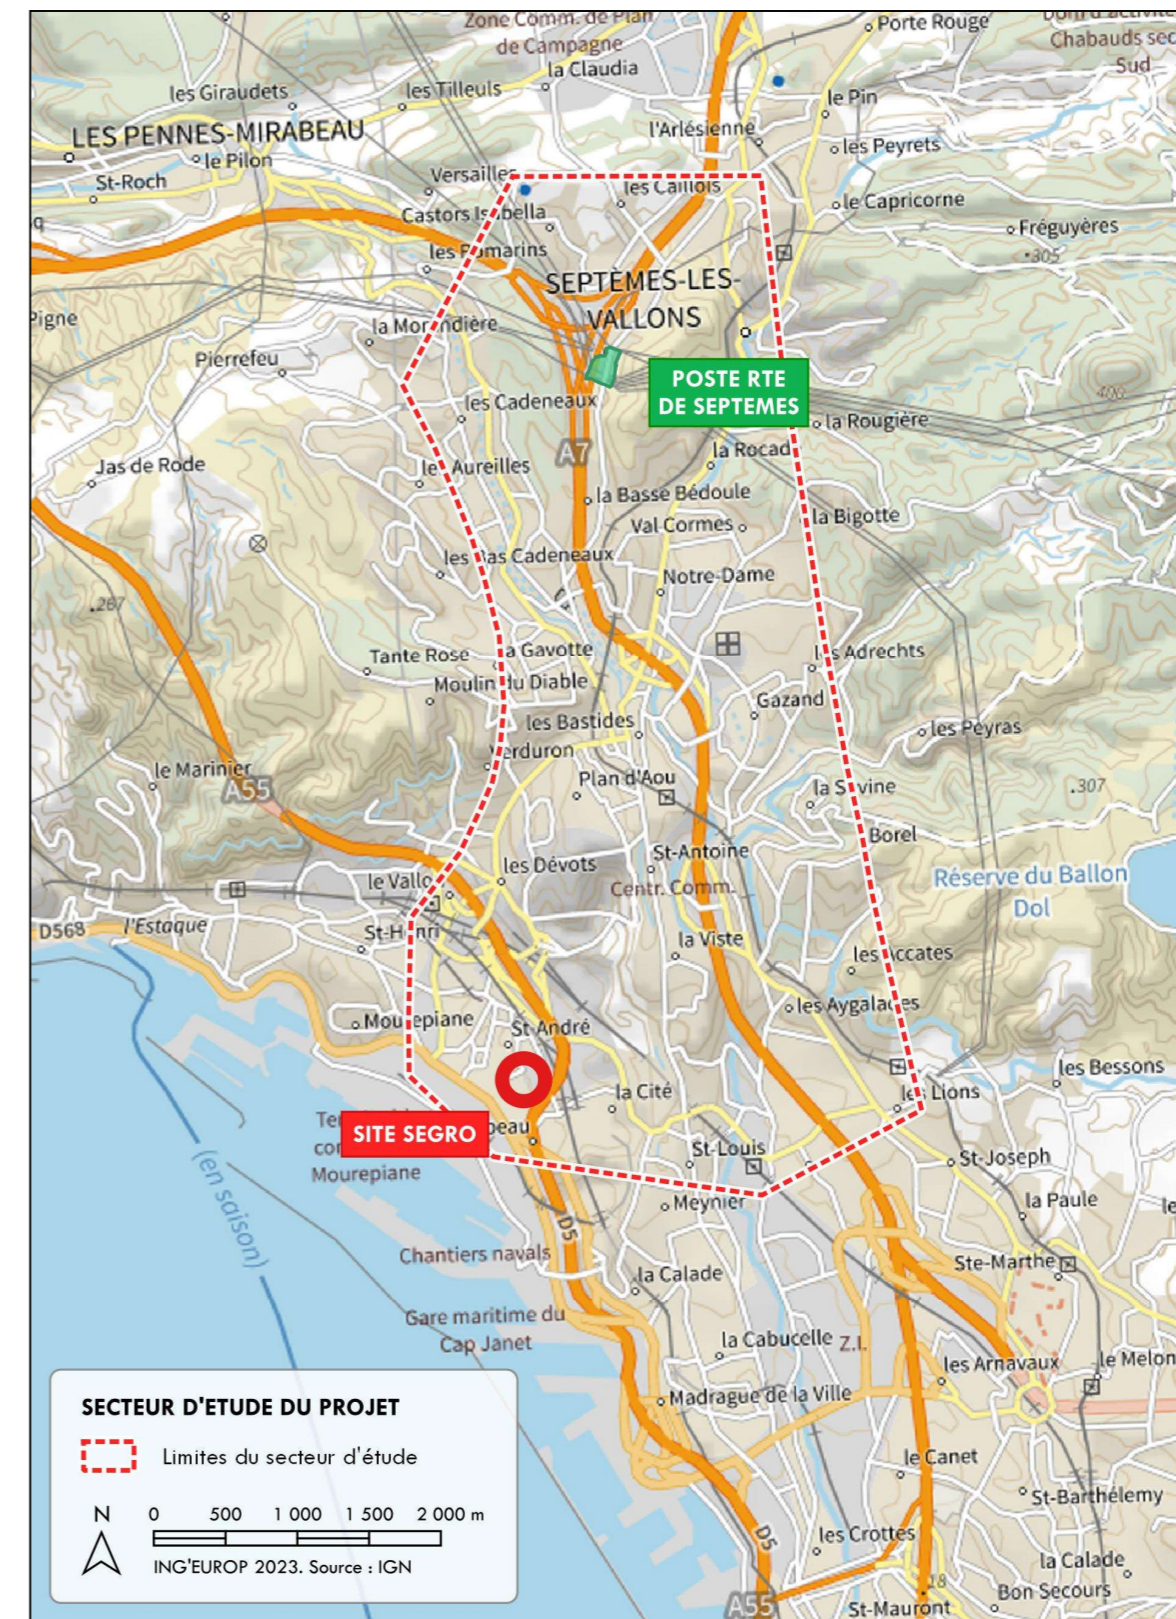 Zone Comm. de Plan
de Campagne
Porte Rouge
Chabauds sec
Sud
la Claudia
les Giraudets
les Tilleuls
le Pin
LES PENNES-MIRABEAU
l'Arlésienne
le Pilon
les Peyrets
St-Roch
Versailles
les Caillols
le Capricorne
Castors Isabella
Fréguyères
les Romarins
.305
SEPTÈMES-LES-
VALLONS
Pigne
la Morandière
Pierrefeu
POSTE RTE
DE SEPTEMES
400
les Cadeneaux
la Rougière
A7
la Rocad
Jas de Rode
les Aureilles
la Basse Bédoule
la Bigotte
Val Cormes
les Bas Cadeneaux
Notre-Dame
.267
Tante Rose
la Gavotte
les Adrechts
Moulin du Diable
Gazand
les Bastides
les Peyras
Verduron
le Marinier
Plan d'Aou
la Savine
.307
A55
Borel
St-Antoine
les Dévots
le Vallon
Centr. Comm.
Réserve du Ballon
Dol
D568
l'Estaque
St-Henri
la Viste
les Accates
les Aygalades
Mourepiane
St-André
les Bessons
la Cité
les Lions
SITE SEGRO
beau
St-Louis
St-Joseph
Mourepiane
(en saison)
Meynier
la Paule
le
D5
Chantiers navals
Ste-Marthe
la Calade
Gare maritime du
Cap Janet
la Cabucelle
Z.I.
les Arnavaux
le Melon
SECTEUR D'ETUDE DU PROJET
Madrague de la Ville
Limites du secteur d'étude
le Canet
St-Barthélemy
N
0 500 1 000 1 500 2 000 m
D5
les Crottes
la Calade
ING'EUROP 2023. Source : IGN
18
Bon Secours
A55
St-Mauront